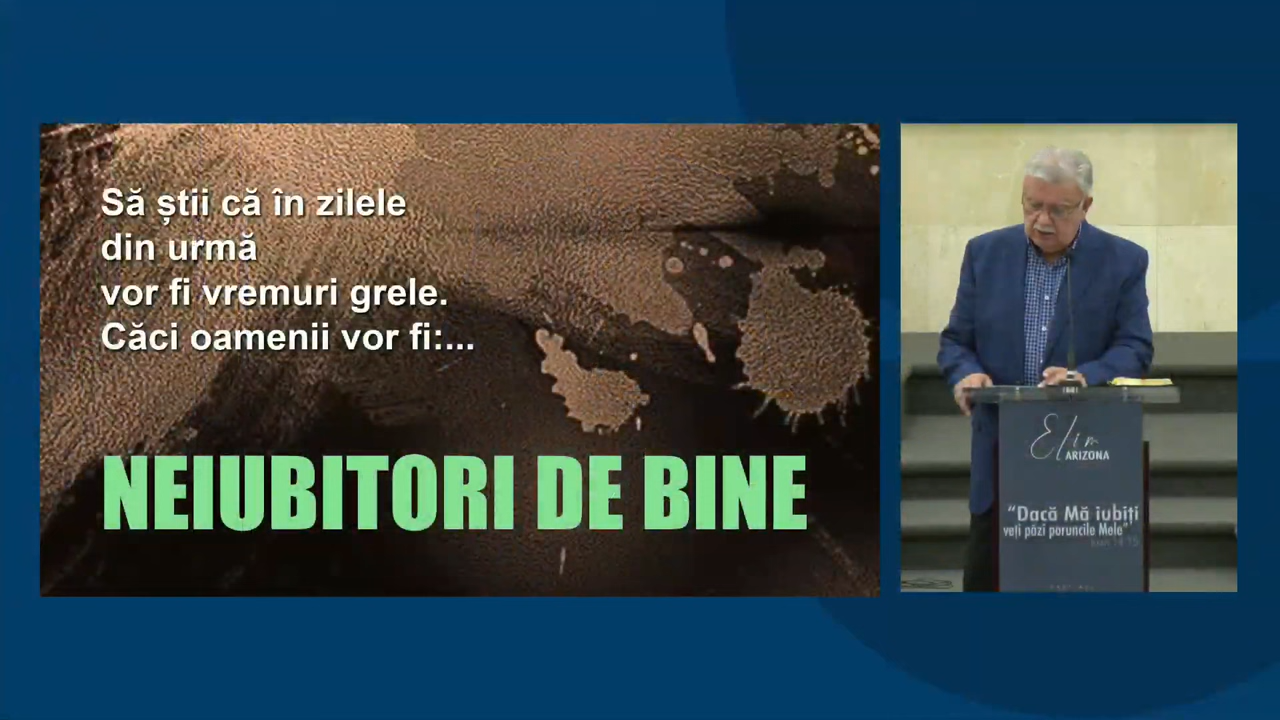 Să știi că în zilele
din urmă
vor fi vremuri grele.
Căci oamenii vor fi:...
NEIUBITORI DE BINE
Elim
ARIZONA
“Dacă Mă iubiți
veți păzi poruncile Mele”